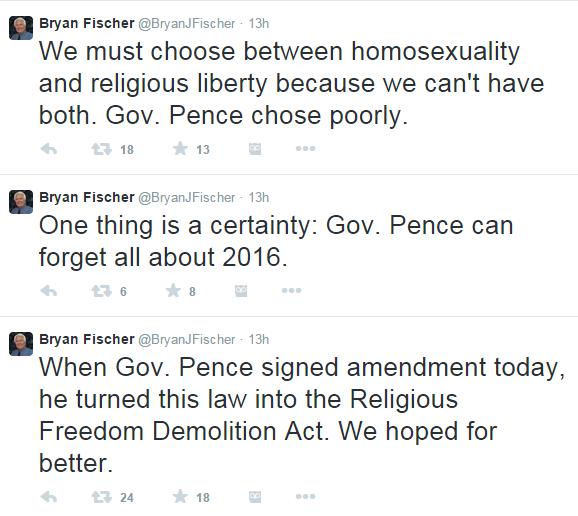 Bryan Fischer @BryanJFischer · 13h
We must choose between homosexuality
and religious liberty because we can't have
both. Gov. Pence chose poorly.
18 13
Bryan Fischer @BryanJFischer · 13h
One thing is a certainty: Gov. Pence can
forget all about 2016.
6 8
Bryan Fischer @BryanJFischer · 13h
When Gov. Pence signed amendment today,
he turned this law into the Religious
Freedom Demolition Act. We hoped for
better.
24 18